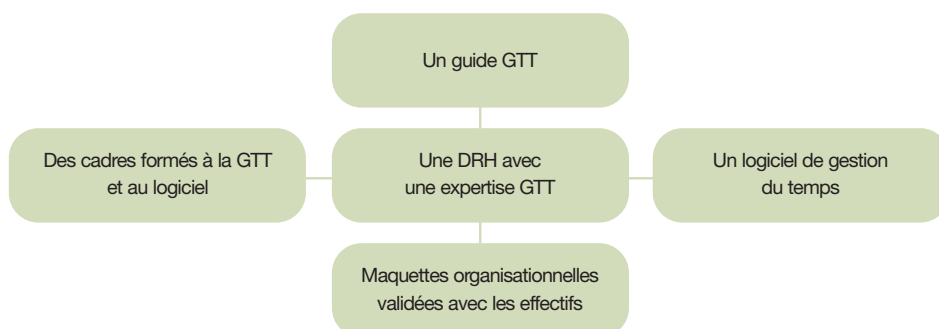 Un guide GTT
Des cadres formés à la GTT
et au logiciel
Une DRH avec
une expertise GTT
Un logiciel de gestion
du temps
Maquettes organisationnelles
validées avec les effectifs